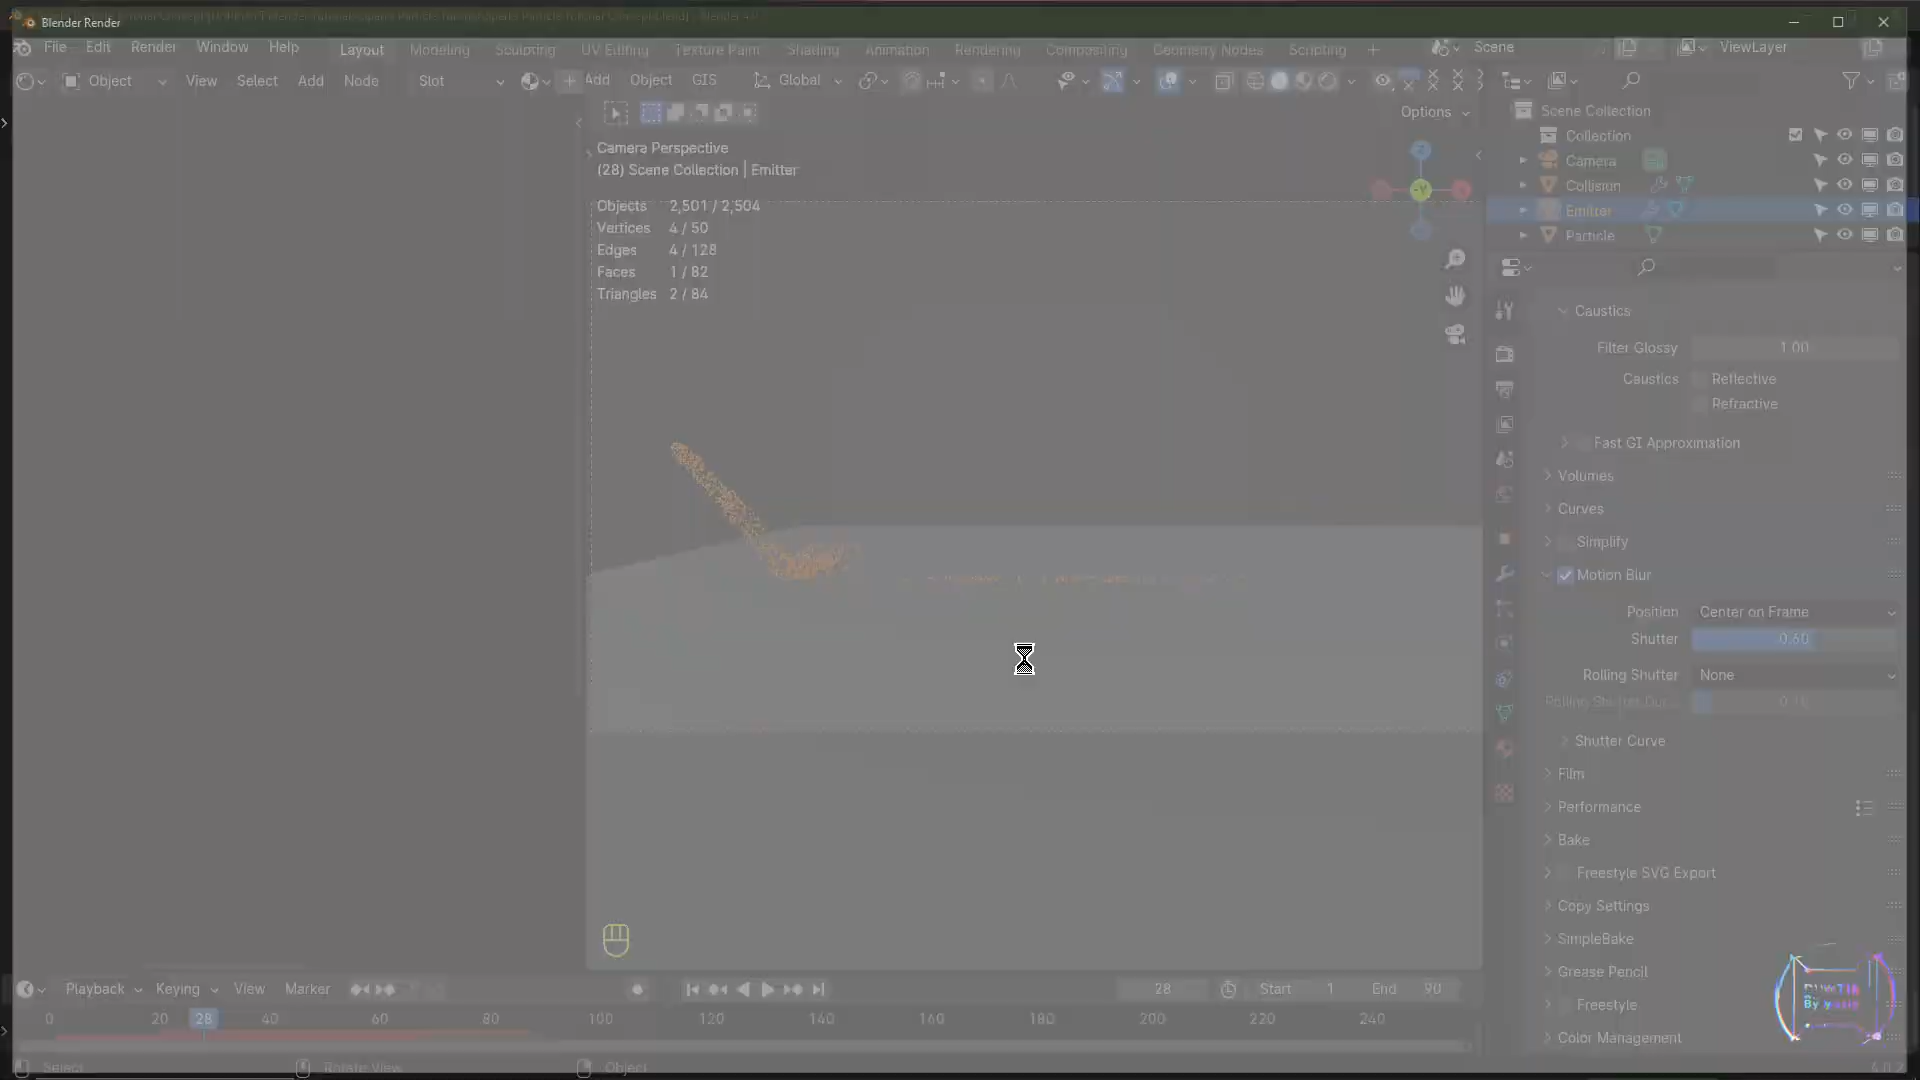 Blender Render
File Edit Render Window Help Layout Modeling Sculpting UV Editing Texture Paint Shading Animation Rendering Compositing Geometry Nodes Scripting + Scene ViewLayer
Object View Select Add Node Slot Add Object GIS Global
Options
Scene Collection
Collection
Camera
Collision
Emitter
Particle
Camera Perspective
(28) Scene Collection | Emitter
Objects 2,501 / 2,504
Vertices 4 / 50
Edges 4 / 128
Faces 1 / 82
Triangles 2 / 84
-Y
Caustics
Filter Glossy 1.00
Caustics Reflective
Refractive
Fast GI Approximation
Volumes
Curves
Simplify
Motion Blur
Position Center on Frame
Shutter 0.60
Rolling Shutter None
Rolling Shutter Dur... 0.10
Shutter Curve
Film
Performance
Bake
Freestyle SVG Export
Copy Settings
SimpleBake
Grease Pencil
Freestyle
Color Management
Playback Keying View Marker 28 Start 1 End 90
0 20 28 40 60 80 100 120 140 160 180 200 220 240
Select Rotate View Object